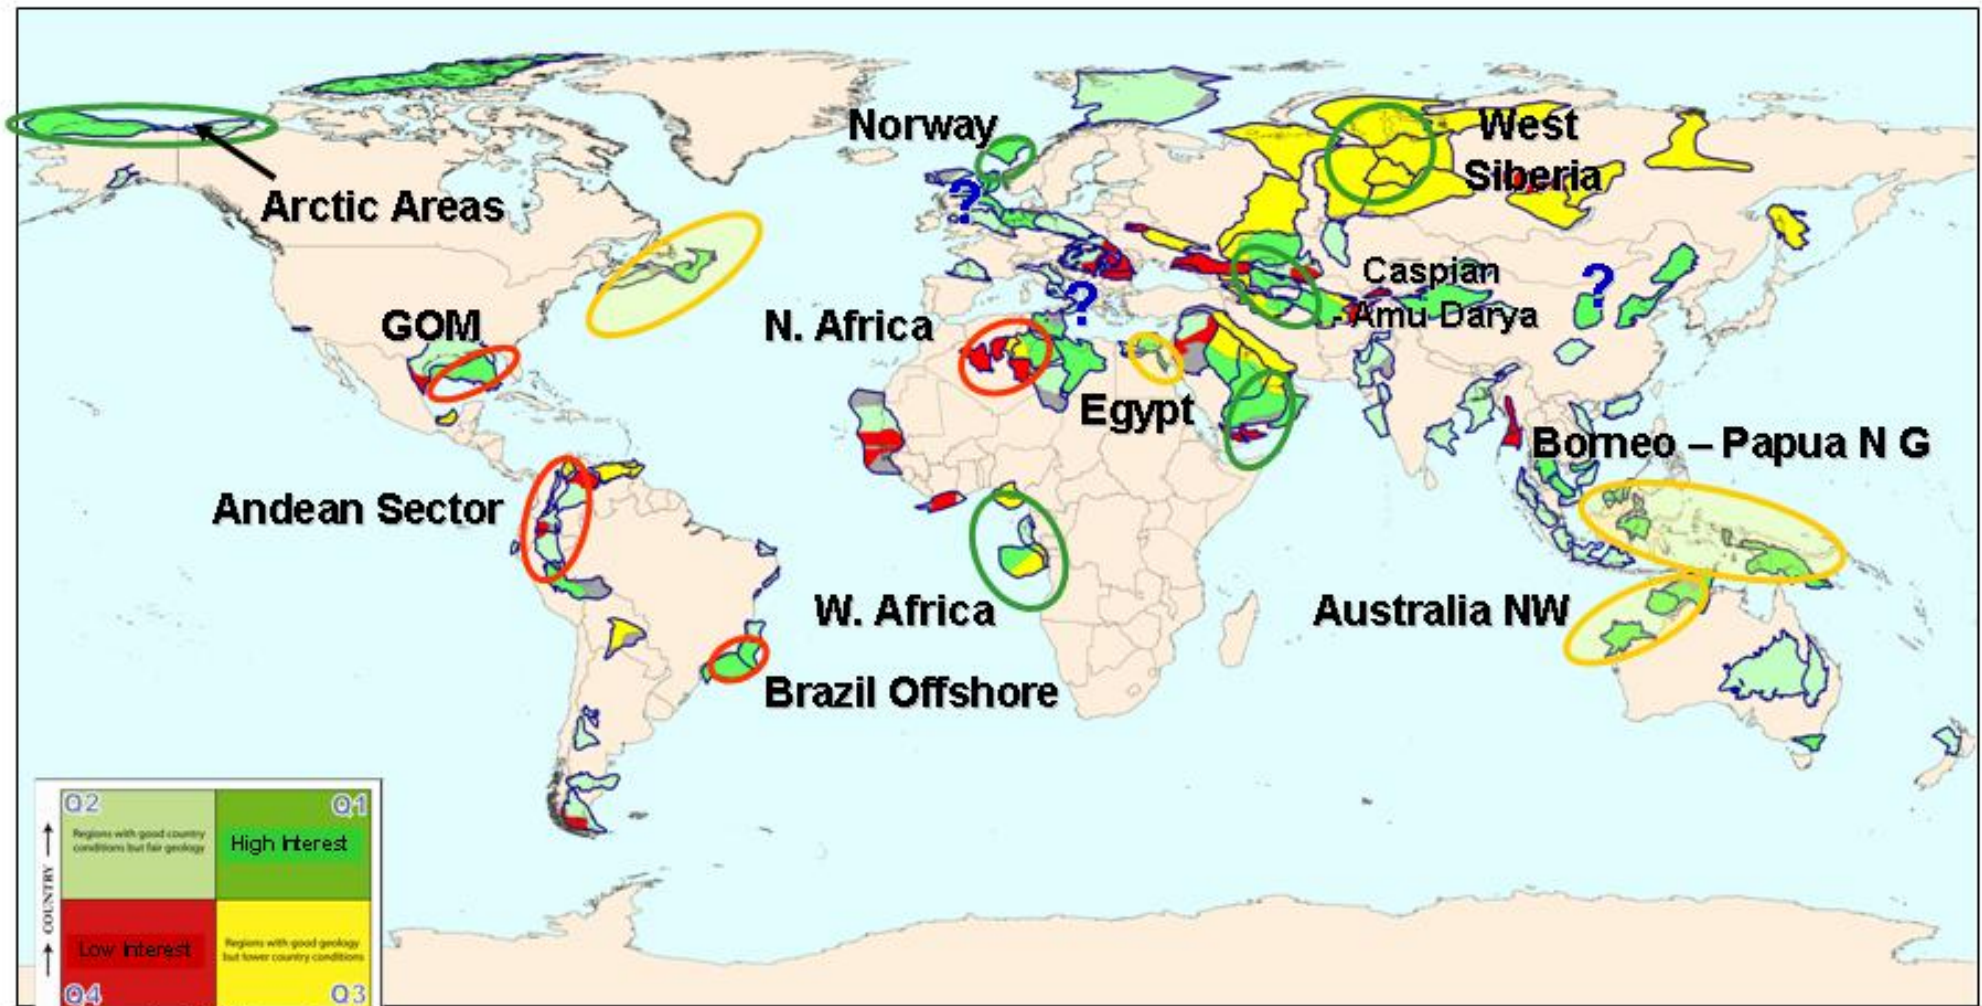 Norway
West
Siberia
?
Arctic Areas
Caspian
Amu Darya
?
?
GOM
N. Africa
Egypt
Borneo – Papua N G
Andean Sector
W. Africa
Australia NW
Brazil Offshore
Q2
Q1
Regions with good country
conditions but fair geology
High Interest
COUNTRY
Low Interest
Regions with good geology
but lower country conditions
Q4
Q3